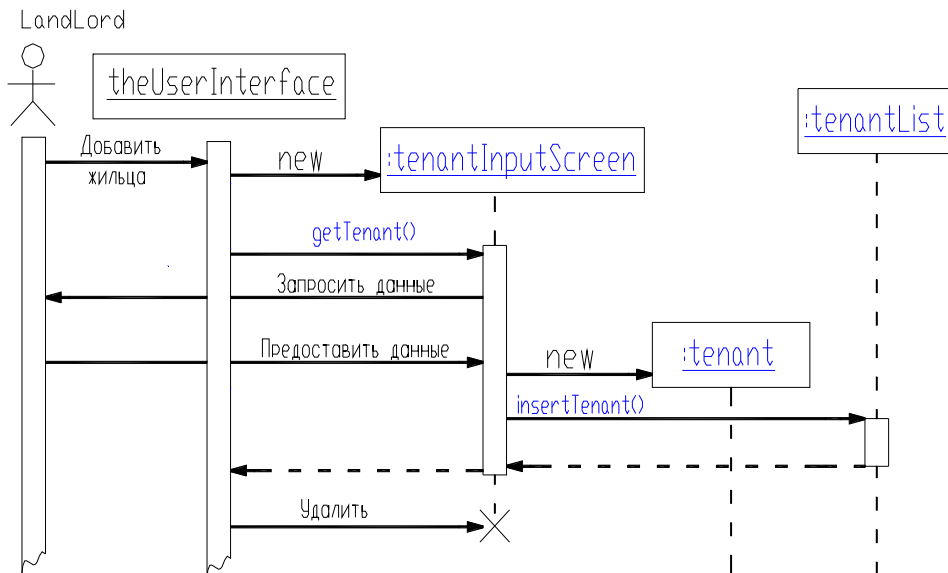 LandLord
theUserInterface
:tenantList
Добавить
жильца
new
:tenantInputScreen
getTenant()
Запросить данные
Предоставить данные
new
:tenant
insertTenant()
Удалить